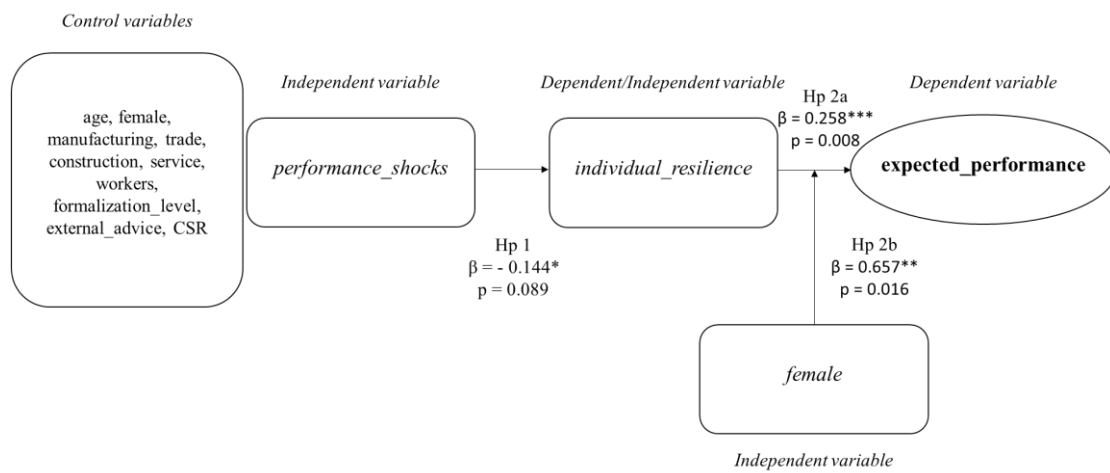 Control variables
age, female,
manufacturing, trade,
construction, service,
workers,
formalization_level,
external_advice, CSR
Independent variable
performance_shocks
Hp 1
β = - 0.144*
p = 0.089
Dependent/Independent variable
individual_resilience
Hp 2a
β = 0.258***
p = 0.008
Dependent variable
expected_performance
Hp 2b
β = 0.657**
p = 0.016
female
Independent variable